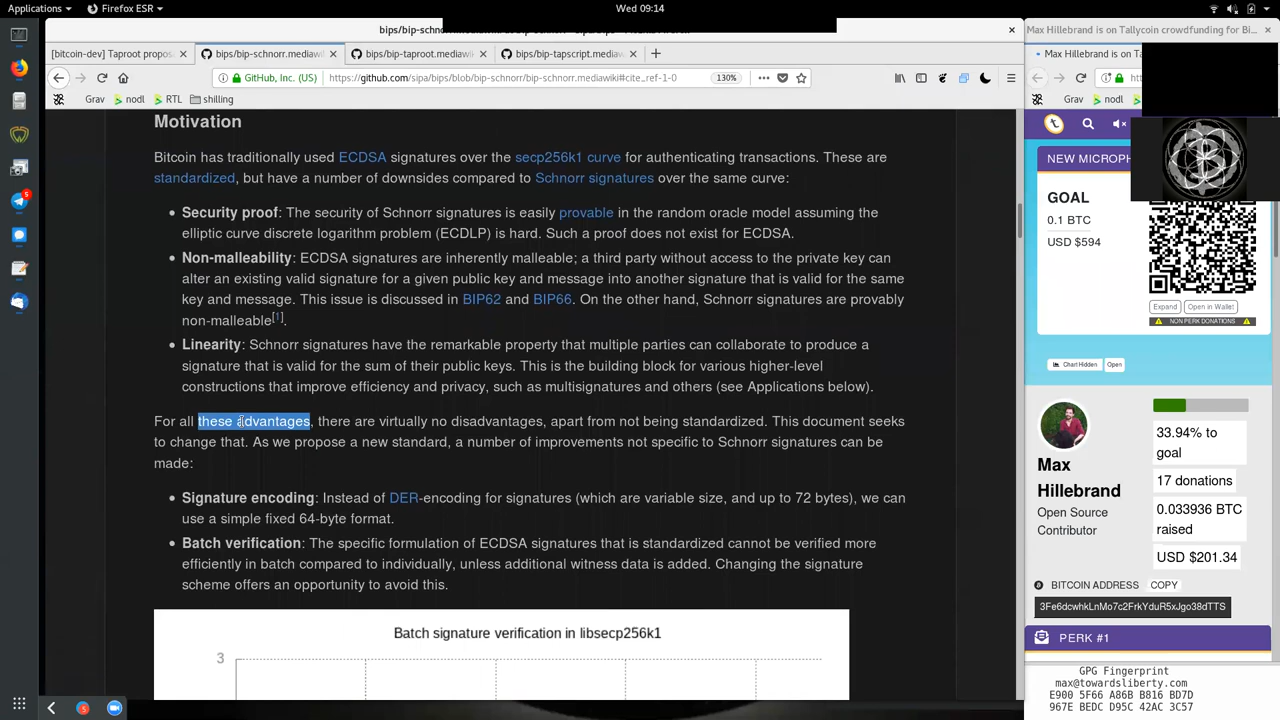 Applications
Firefox ESR
Wed 09:14
Max Hillebrand is on Tallycoin crowdfunding for Bi...
[bitcoin-dev] Taproot propos
bips/bip-schnorr.mediawiki
bips/bip-taproot.mediawiki
bips/bip-tapscript.mediaw
Max Hillebrand is on Ta
GitHub, Inc. (US)
https://github.com/sipa/bips/blob/bip-schnorr/bip-schnorr.mediawiki#cite_ref-1-0
130%
Grav
nodl
RTL
shilling
Grav
nodl
Motivation
Bitcoin has traditionally used ECDSA signatures over the secp256k1 curve for authenticating transactions. These are
standardized, but have a number of downsides compared to Schnorr signatures over the same curve:
• Security proof: The security of Schnorr signatures is easily provable in the random oracle model assuming the
elliptic curve discrete logarithm problem (ECDLP) is hard. Such a proof does not exist for ECDSA.
• Non-malleability: ECDSA signatures are inherently malleable; a third party without access to the private key can
alter an existing valid signature for a given public key and message into another signature that is valid for the same
key and message. This issue is discussed in BIP62 and BIP66. On the other hand, Schnorr signatures are provably
non-malleable[1].
• Linearity: Schnorr signatures have the remarkable property that multiple parties can collaborate to produce a
signature that is valid for the sum of their public keys. This is the building block for various higher-level
constructions that improve efficiency and privacy, such as multisignatures and others (see Applications below).
For all these advantages, there are virtually no disadvantages, apart from not being standardized. This document seeks
to change that. As we propose a new standard, a number of improvements not specific to Schnorr signatures can be
made:
• Signature encoding: Instead of DER-encoding for signatures (which are variable size, and up to 72 bytes), we can
use a simple fixed 64-byte format.
• Batch verification: The specific formulation of ECDSA signatures that is standardized cannot be verified more
efficiently in batch compared to individually, unless additional witness data is added. Changing the signature
scheme offers an opportunity to avoid this.
Batch signature verification in libsecp256k1
3
NEW MICROPH
GOAL
0.1 BTC
USD $594
Expand
Open in Wallet
NON PERK DONATIONS
Chart Hidden
Open
Max
Hillebrand
Open Source
Contributor
33.94% to
goal
17 donations
0.033936 BTC
raised
USD $201.34
BITCOIN ADDRESS
COPY
3Fe6dcwhkLnMo7c2FrkYduR5xJgo38dTTS
PERK #1
GPG Fingerprint
max@towardsliberty.com
E900 5F66 A86B B816 BD7D
967E BEDC D95C 42AC 3C57